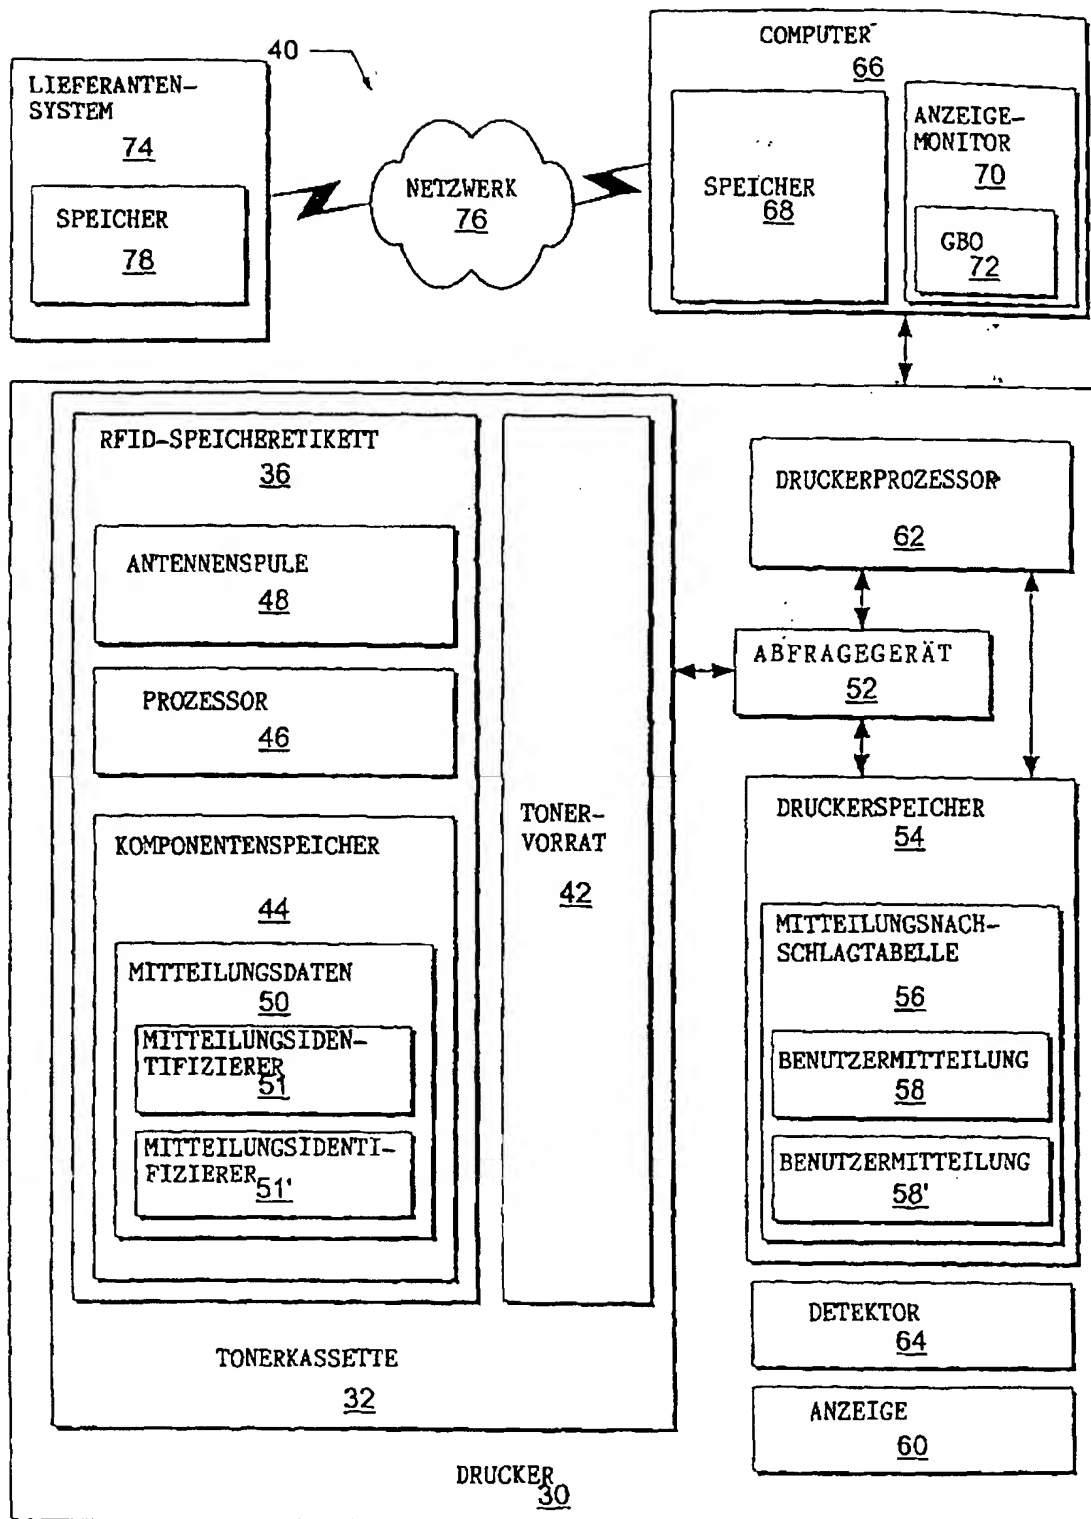 40
LIEFERANTEN-
SYSTEM
74
SPEICHER
78
NETZWERK
76
COMPUTER
66
SPEICHER
68
ANZEIGE-
MONITOR
70
GBO
72
RFID-SPEICHERETIKETT
36
ANTENNENSPULE
48
PROZESSOR
46
KOMPONENTENSPEICHER
44
MITTEILUNGSDATEN
50
MITTEILUNGSIDEN-
TIFIZIERER
51
MITTEILUNGSIDENTI-
FIZIERER
51'
TONER-
VORRAT
42
TONERKASSETTE
32
DRUCKERPROZESSOR
62
ABFRAGEGERÄT
52
DRUCKERSPEICHER
54
MITTEILUNGSNACH-
SCHLAGTABELLE
56
BENUTZERMITTEILUNG
58
BENUTZERMITTEILUNG
58'
DETEKTOR
64
ANZEIGE
60
DRUCKER
30